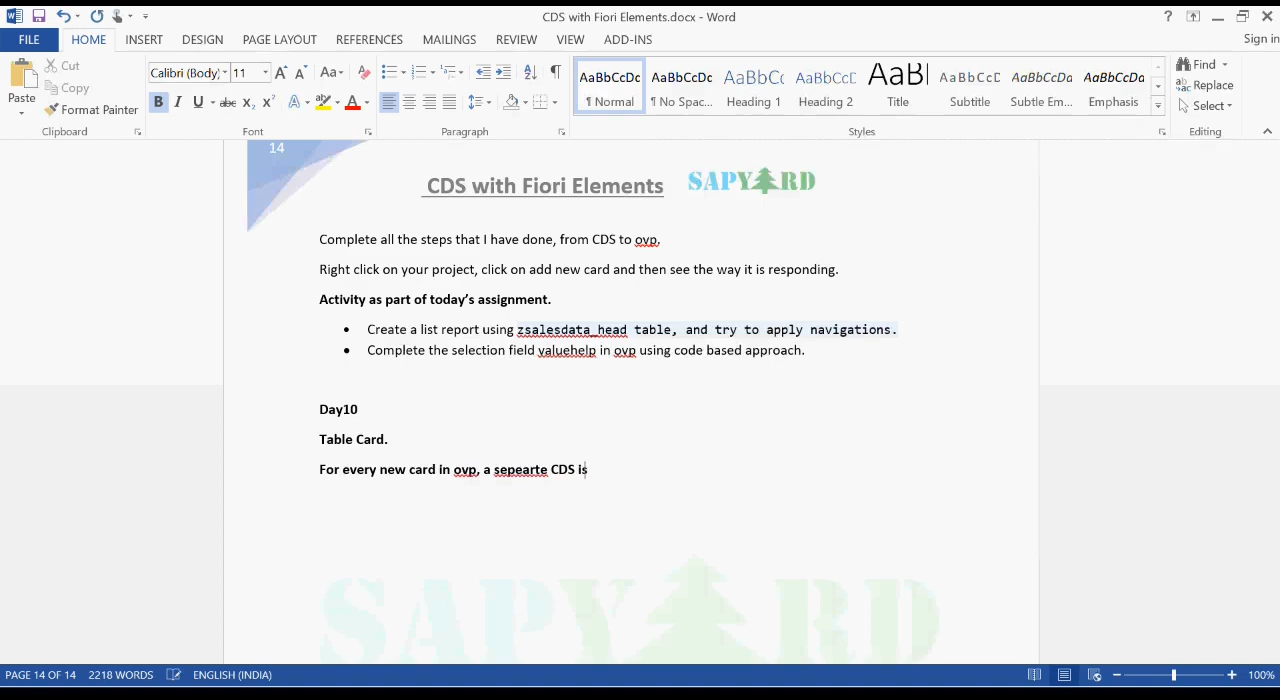 CDS with Fiori Elements.docx - Word
?
Sign in
FILE HOME INSERT DESIGN PAGE LAYOUT REFERENCES MAILINGS REVIEW VIEW ADD-INS
Paste
Cut
Copy
Format Painter
Clipboard
Calibri (Body) 11
B I U abc X₂ X²
Font
Paragraph
AaBbCcDc AaBbCcDc AaBbCc AaBbCcC AaBl AaBbCcC AaBbCcDa AaBbCcDa
¶ Normal ¶ No Spac... Heading 1 Heading 2 Title Subtitle Subtle Em... Emphasis
Styles
Find
Replace
Select
Editing
14
CDS with Fiori Elements SAPYARD
Complete all the steps that I have done, from CDS to ovp.
Right click on your project, click on add new card and then see the way it is responding.
Activity as part of today's assignment.
• Create a list report using zsalesdata_head table, and try to apply navigations.
• Complete the selection field valuehelp in ovp using code based approach.
Day10
Table Card.
For every new card in ovp, a sepearte CDS is
SAPYARD
PAGE 14 OF 14 2218 WORDS ENGLISH (INDIA) 100%